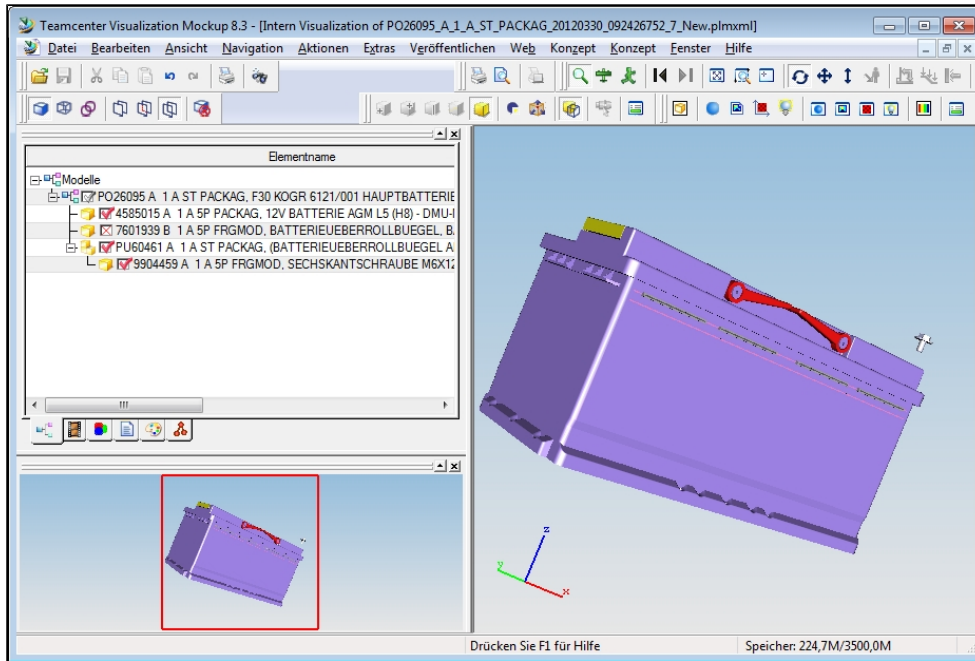 Teamcenter Visualization Mockup 8.3 - [Intern Visualization of PO26095_A_1_A_ST_PACKAG_20120330_092426752_7_New.plmxml]
Datei Bearbeiten Ansicht Navigation Aktionen Extras Veröffentlichen Web Konzept Konzept Fenster Hilfe
Elementname
Modelle
PO26095 A 1 A ST PACKAG, F30 KOGR 6121/001 HAUPTBATTERIE
4585015 A 1 A 5P PACKAG, 12V BATTERIE AGM L5 (H8) - DMU-
7601939 B 1 A 5P FRGMOD, BATTERIEUEBERROLLBUEGEL,
PU60461 A 1 A ST PACKAG, (BATTERIEUEBERROLLBUEGEL
9904459 A 1 A 5P FRGMOD, SECHSKANTSCHRAUBE M6X12
z
y
x
Drücken Sie F1 für Hilfe
Speicher: 224,7M/3500,0M